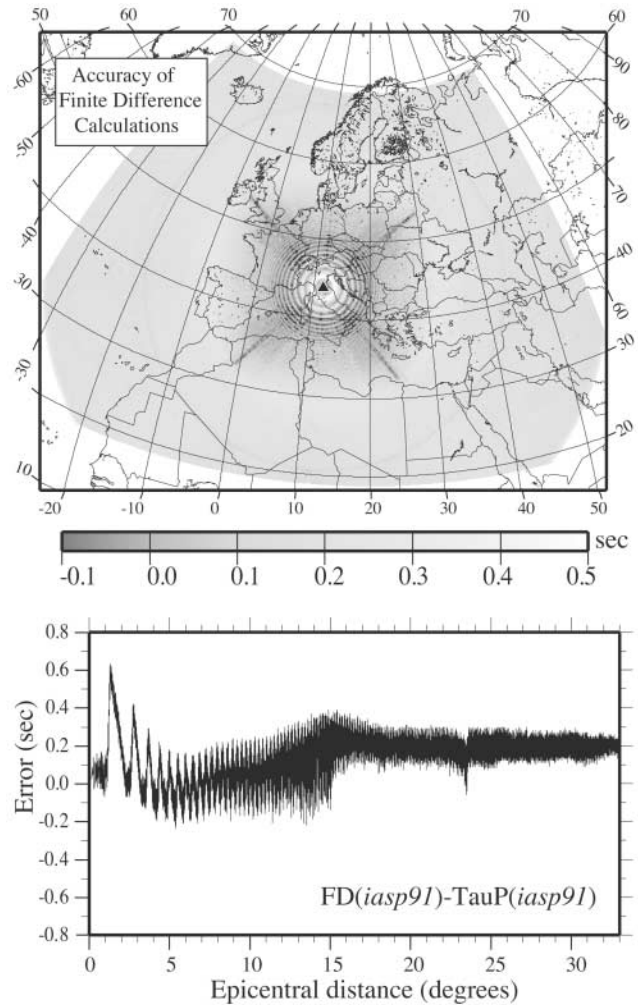 80 70 70 60
-60 90
Accuracy of
Finite Difference
Calculations
80
-50
70
-40
60
30
30
-30
20
10
-20 -10 0 10 20 30 40 50 51
sec
-0.1 0.0 0.1 0.2 0.3 0.4 0.5
0.8
0.6
0.4
0.2
0.0
-0.2
-0.4
-0.6
-0.8
Error (sec)
FD(iasp91)-TauP(iasp91)
0 5 10 15 20 25 30
Epicentral distance (degrees)